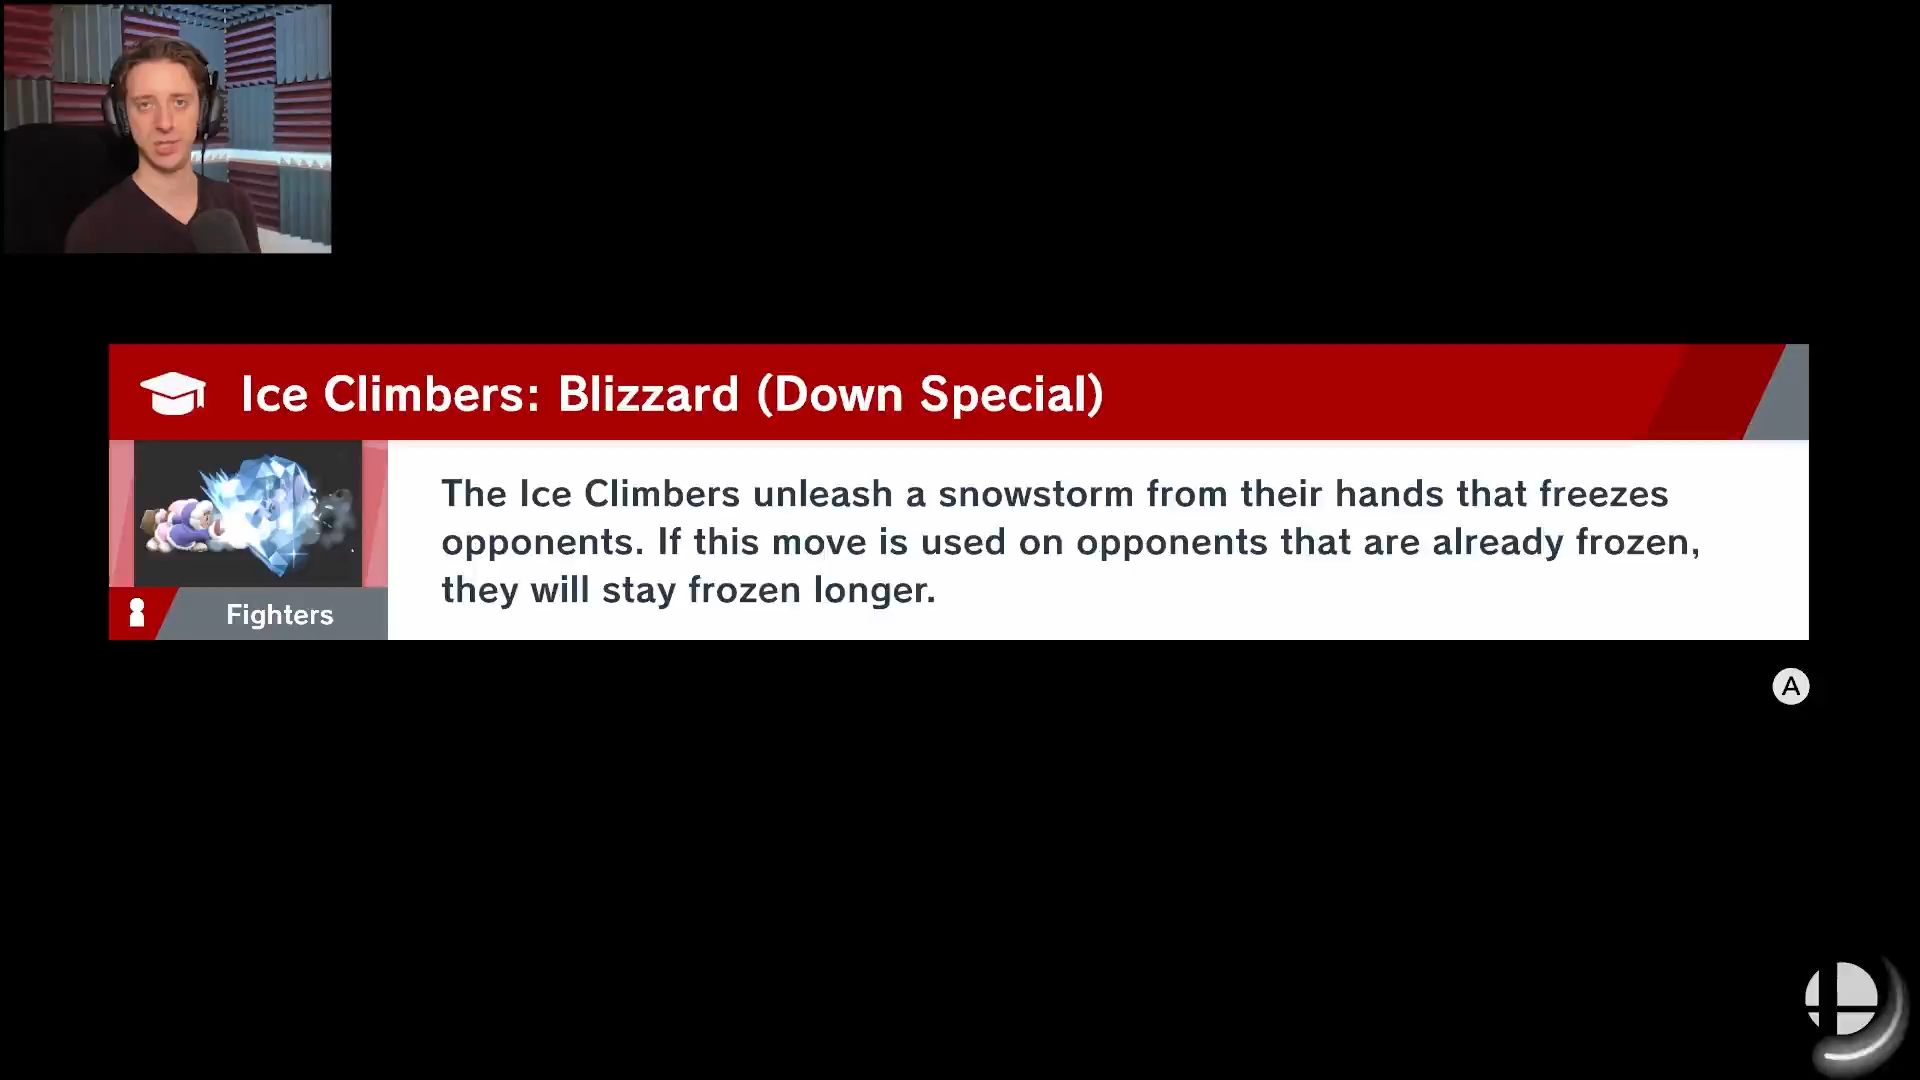 Ice Climbers: Blizzard (Down Special)
The Ice Climbers unleash a snowstorm from their hands that freezes
opponents. If this move is used on opponents that are already frozen,
they will stay frozen longer.
Fighters
A